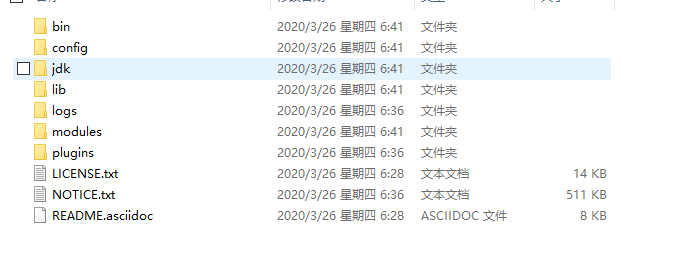 bin 2020/3/26 星期四 6:41 文件夹
config 2020/3/26 星期四 6:41 文件夹
jdk 2020/3/26 星期四 6:41 文件夹
lib 2020/3/26 星期四 6:41 文件夹
logs 2020/3/26 星期四 6:36 文件夹
modules 2020/3/26 星期四 6:41 文件夹
plugins 2020/3/26 星期四 6:36 文件夹
LICENSE.txt 2020/3/26 星期四 6:28 文本文档 14 KB
NOTICE.txt 2020/3/26 星期四 6:36 文本文档 511 KB
README.asciidoc 2020/3/26 星期四 6:28 ASCIIDOC 文件 8 KB